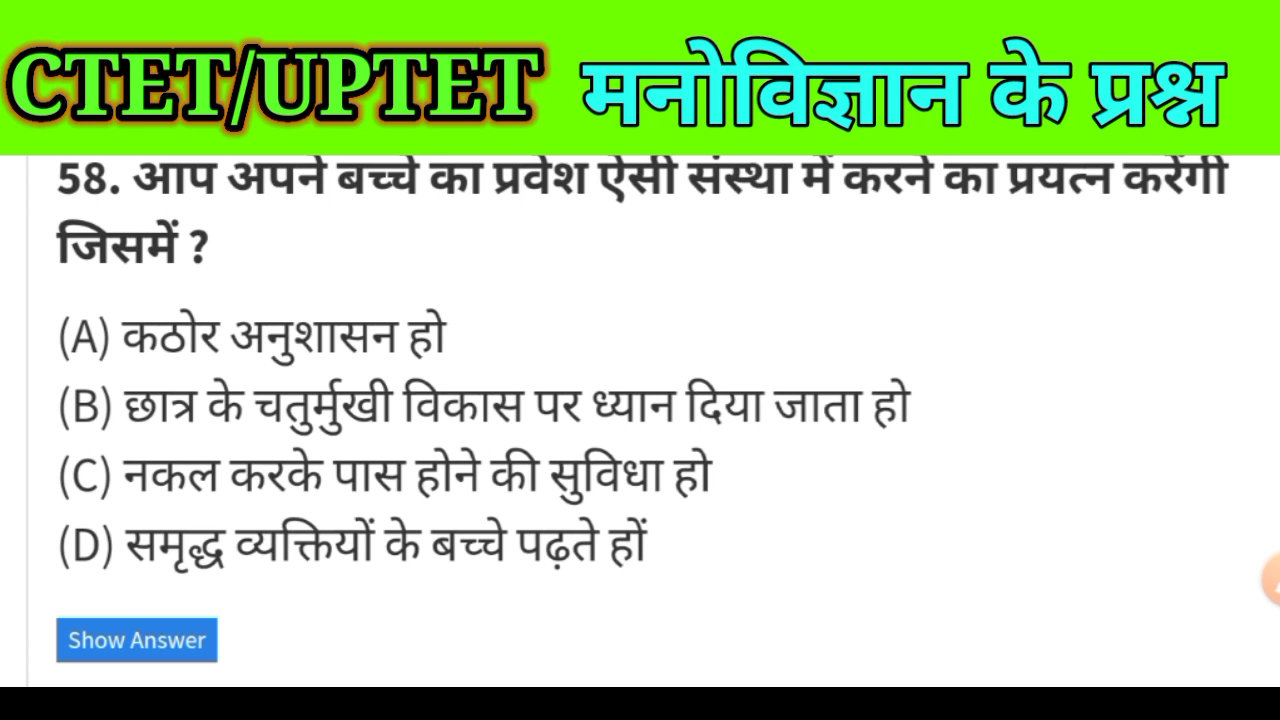 CTET/UPTET मनोविज्ञान के प्रश्न
58. आप अपने बच्चे का प्रवेश ऐसी संस्था में करने का प्रयत्न करेंगी
जिसमें ?
(A) कठोर अनुशासन हो
(B) छात्र के चतुर्मुखी विकास पर ध्यान दिया जाता हो
(C) नकल करके पास होने की सुविधा हो
(D) समृद्ध व्यक्तियों के बच्चे पढ़ते हों
Show Answer